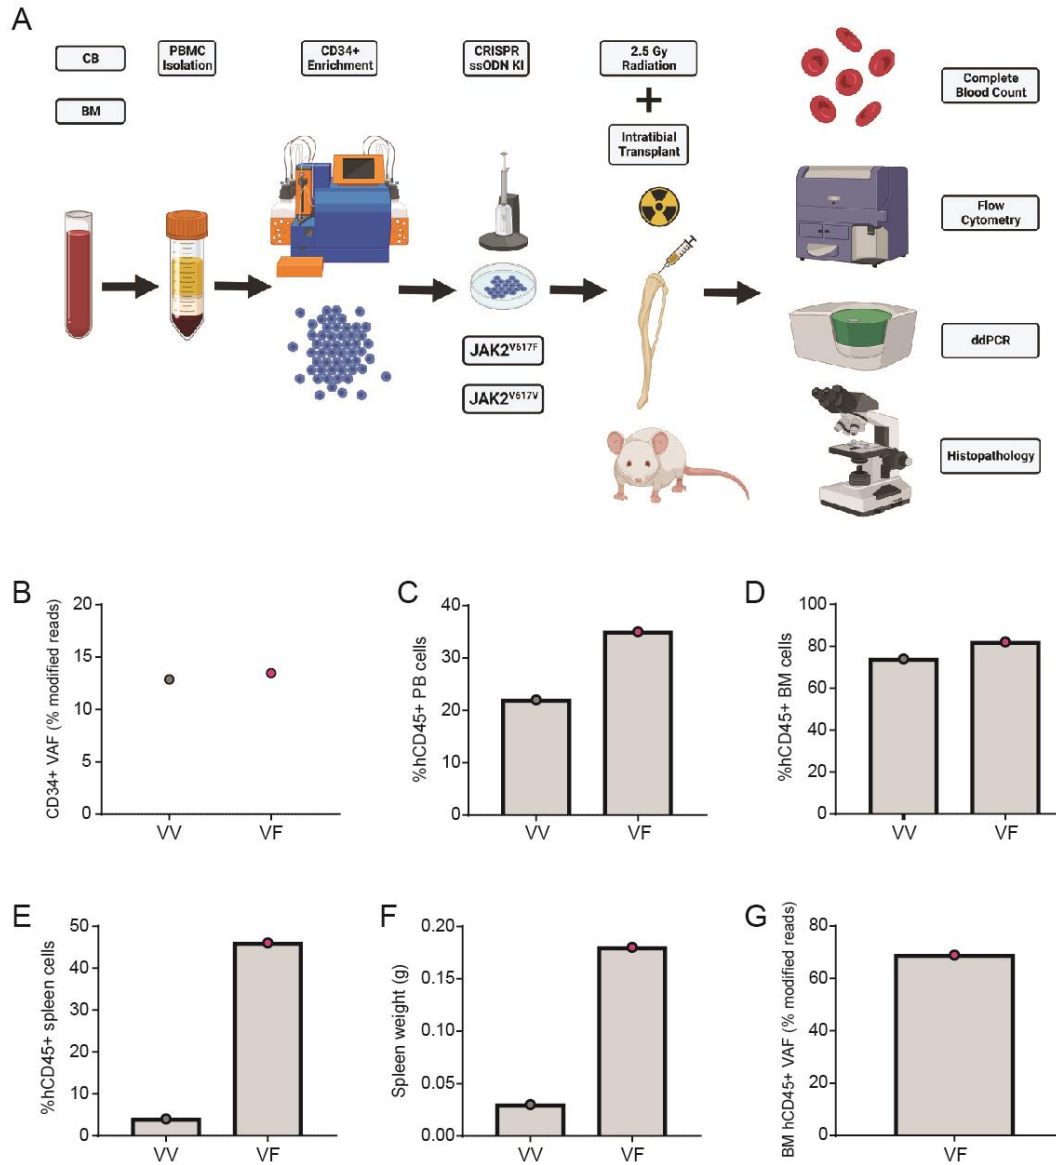 A
CB
BM
PBMC
Isolation
CD34+
Enrichment
CRISPR
ssODN KI
JAK2V617F
JAK2V617V
2.5 Gy
Radiation
+
Intratibial
Transplant
Complete
Blood Count
Flow
Cytometry
ddPCR
Histopathology
B
CD34+ VAF (% modified reads)
20
15
10
5
0
VV
VF
C
%hCD45+ PB cells
40
30
20
10
0
VV
VF
D
%hCD45+ BM cells
100
80
60
40
20
0
VV
VF
E
%hCD45+ spleen cells
50
40
30
20
10
0
VV
VF
F
Spleen weight (g)
0.20
0.15
0.10
0.05
0.00
VV
VF
G
BM hCD45+ VAF (% modified reads)
80
60
40
20
0
VF